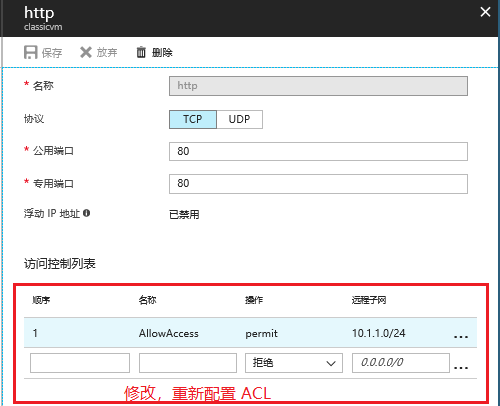 http
classicvm
保存 放弃 删除
* 名称 http
协议 TCP UDP
* 公用端口 80
* 专用端口 80
浮动 IP 地址 已禁用
访问控制列表
顺序 名称 操作 远程子网
1 AllowAccess permit 10.1.1.0/24 ...
拒绝 0.0.0.0/0 ...
修改，重新配置 ACL